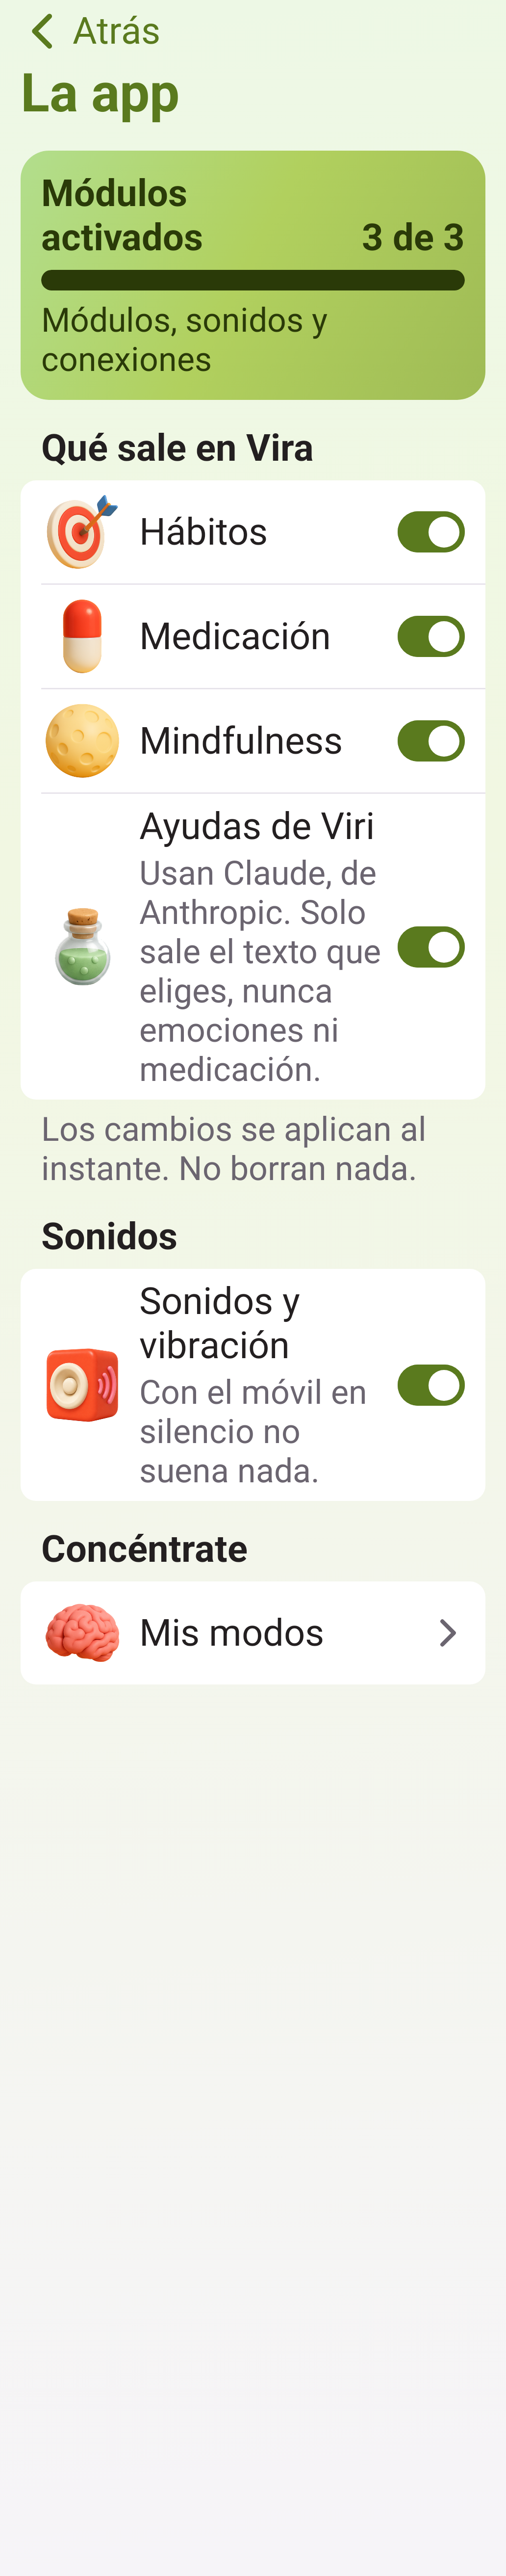 Atrás
La app
Módulos
activados
3 de 3
Módulos, sonidos y
conexiones
Qué sale en Vira
Hábitos
Medicación
Mindfulness
Ayudas de Viri
Usan Claude, de
Anthropic. Solo
sale el texto que
eliges, nunca
emociones ni
medicación.
Los cambios se aplican al
instante. No borran nada.
Sonidos
Sonidos y
vibración
Con el móvil en
silencio no
suena nada.
Concéntrate
Mis modos